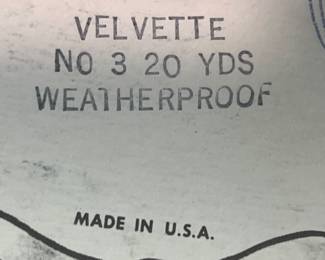 VELVETTE
NO 3 20 YDS
WEATHERPROOF
MADE IN U.S.A.